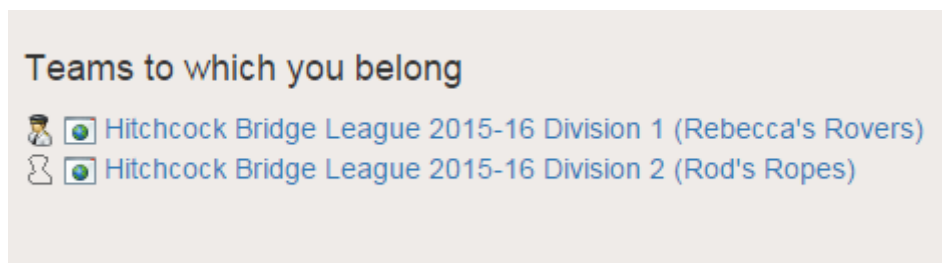 Teams to which you belong
Hitchcock Bridge League 2015-16 Division 1 (Rebecca's Rovers)
Hitchcock Bridge League 2015-16 Division 2 (Rod's Ropes)